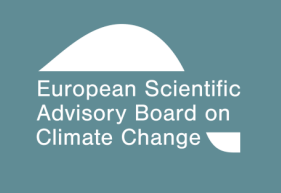 European Scientific
Advisory Board on
Climate Change